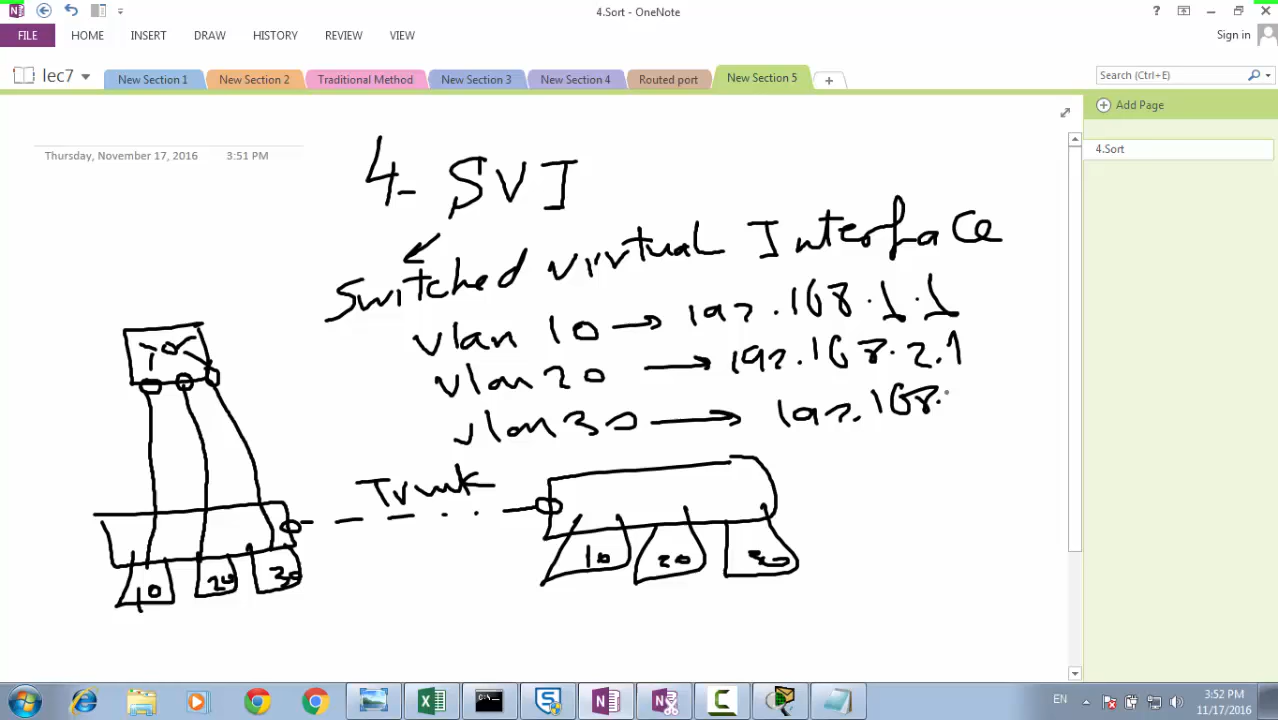 4.Sort - OneNote
Sign in
FILE HOME INSERT DRAW HISTORY REVIEW VIEW
lec7 New Section 1 New Section 2 Traditional Method New Section 3 New Section 4 Routed port New Section 5 Search (Ctrl+E)
Add Page
4.Sort
Thursday, November 17, 2016 3:51 PM
4- SVI
Switched virtual Interface
vlan 10 → 192.168.1.1
vlan 20 → 192.168.2.1
vlan 30 → 192.168.
Trunk
10 20 30
10 20 30
EN 3:52 PM
11/17/2016